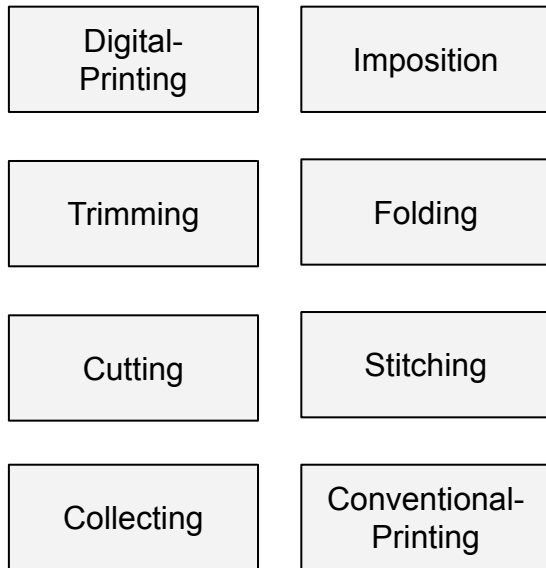 Digital-
Printing
Imposition
Trimming
Folding
Cutting
Stitching
Collecting
Conventional-
Printing